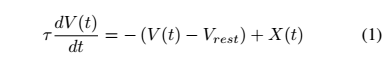 τ dV(t)/dt = −(V(t) − V_rest) + X(t) (1)